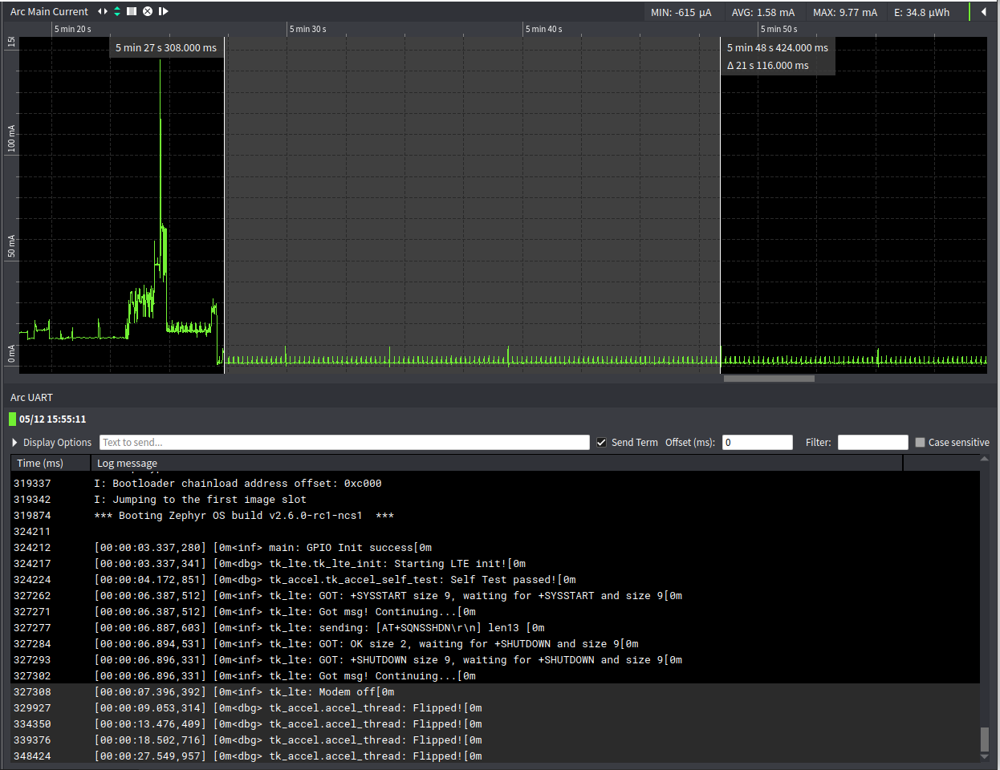 Arc Main Current
MIN: -615 µA AVG: 1.58 mA MAX: 9.77 mA E: 34.8 µWh
5 min 20 s 5 min 30 s 5 min 40 s 5 min 50 s
5 min 27 s 308.000 ms
5 min 48 s 424.000 ms
Δ 21 s 116.000 ms
100 mA
50 mA
0 mA
Arc UART
05/12 15:55:11
Display Options Text to send... Send Term Offset (ms): 0 Filter: Case sensitive
Time (ms) Log message
319337 I: Bootloader chainload address offset: 0xc000
319342 I: Jumping to the first image slot
319874 *** Booting Zephyr OS build v2.6.0-rc1-ncs1 ***
324211
324212 [00:00:03.337,280] [0m<inf> main: GPIO Init success[0m
324217 [00:00:03.337,341] [0m<dbg> tk_lte.tk_lte_init: Starting LTE init![0m
324224 [00:00:04.172,851] [0m<dbg> tk_accel.tk_accel_self_test: Self Test passed![0m
327262 [00:00:06.387,512] [0m<inf> tk_lte: GOT: +SYSSTART size 9, waiting for +SYSSTART and size 9[0m
327271 [00:00:06.387,512] [0m<inf> tk_lte: Got msg! Continuing...[0m
327277 [00:00:06.887,603] [0m<inf> tk_lte: sending: [AT+SQNSSHDN\r\n] len13 [0m
327284 [00:00:06.894,531] [0m<inf> tk_lte: GOT: OK size 2, waiting for +SHUTDOWN and size 9[0m
327293 [00:00:06.896,331] [0m<inf> tk_lte: GOT: +SHUTDOWN size 9, waiting for +SHUTDOWN and size 9[0m
327302 [00:00:06.896,331] [0m<inf> tk_lte: Got msg! Continuing...[0m
327308 [00:00:07.396,392] [0m<inf> tk_lte: Modem off[0m
329927 [00:00:09.053,314] [0m<dbg> tk_accel.accel_thread: Flipped![0m
334350 [00:00:13.476,409] [0m<dbg> tk_accel.accel_thread: Flipped![0m
339376 [00:00:18.502,716] [0m<dbg> tk_accel.accel_thread: Flipped![0m
348424 [00:00:27.549,957] [0m<dbg> tk_accel.accel_thread: Flipped![0m